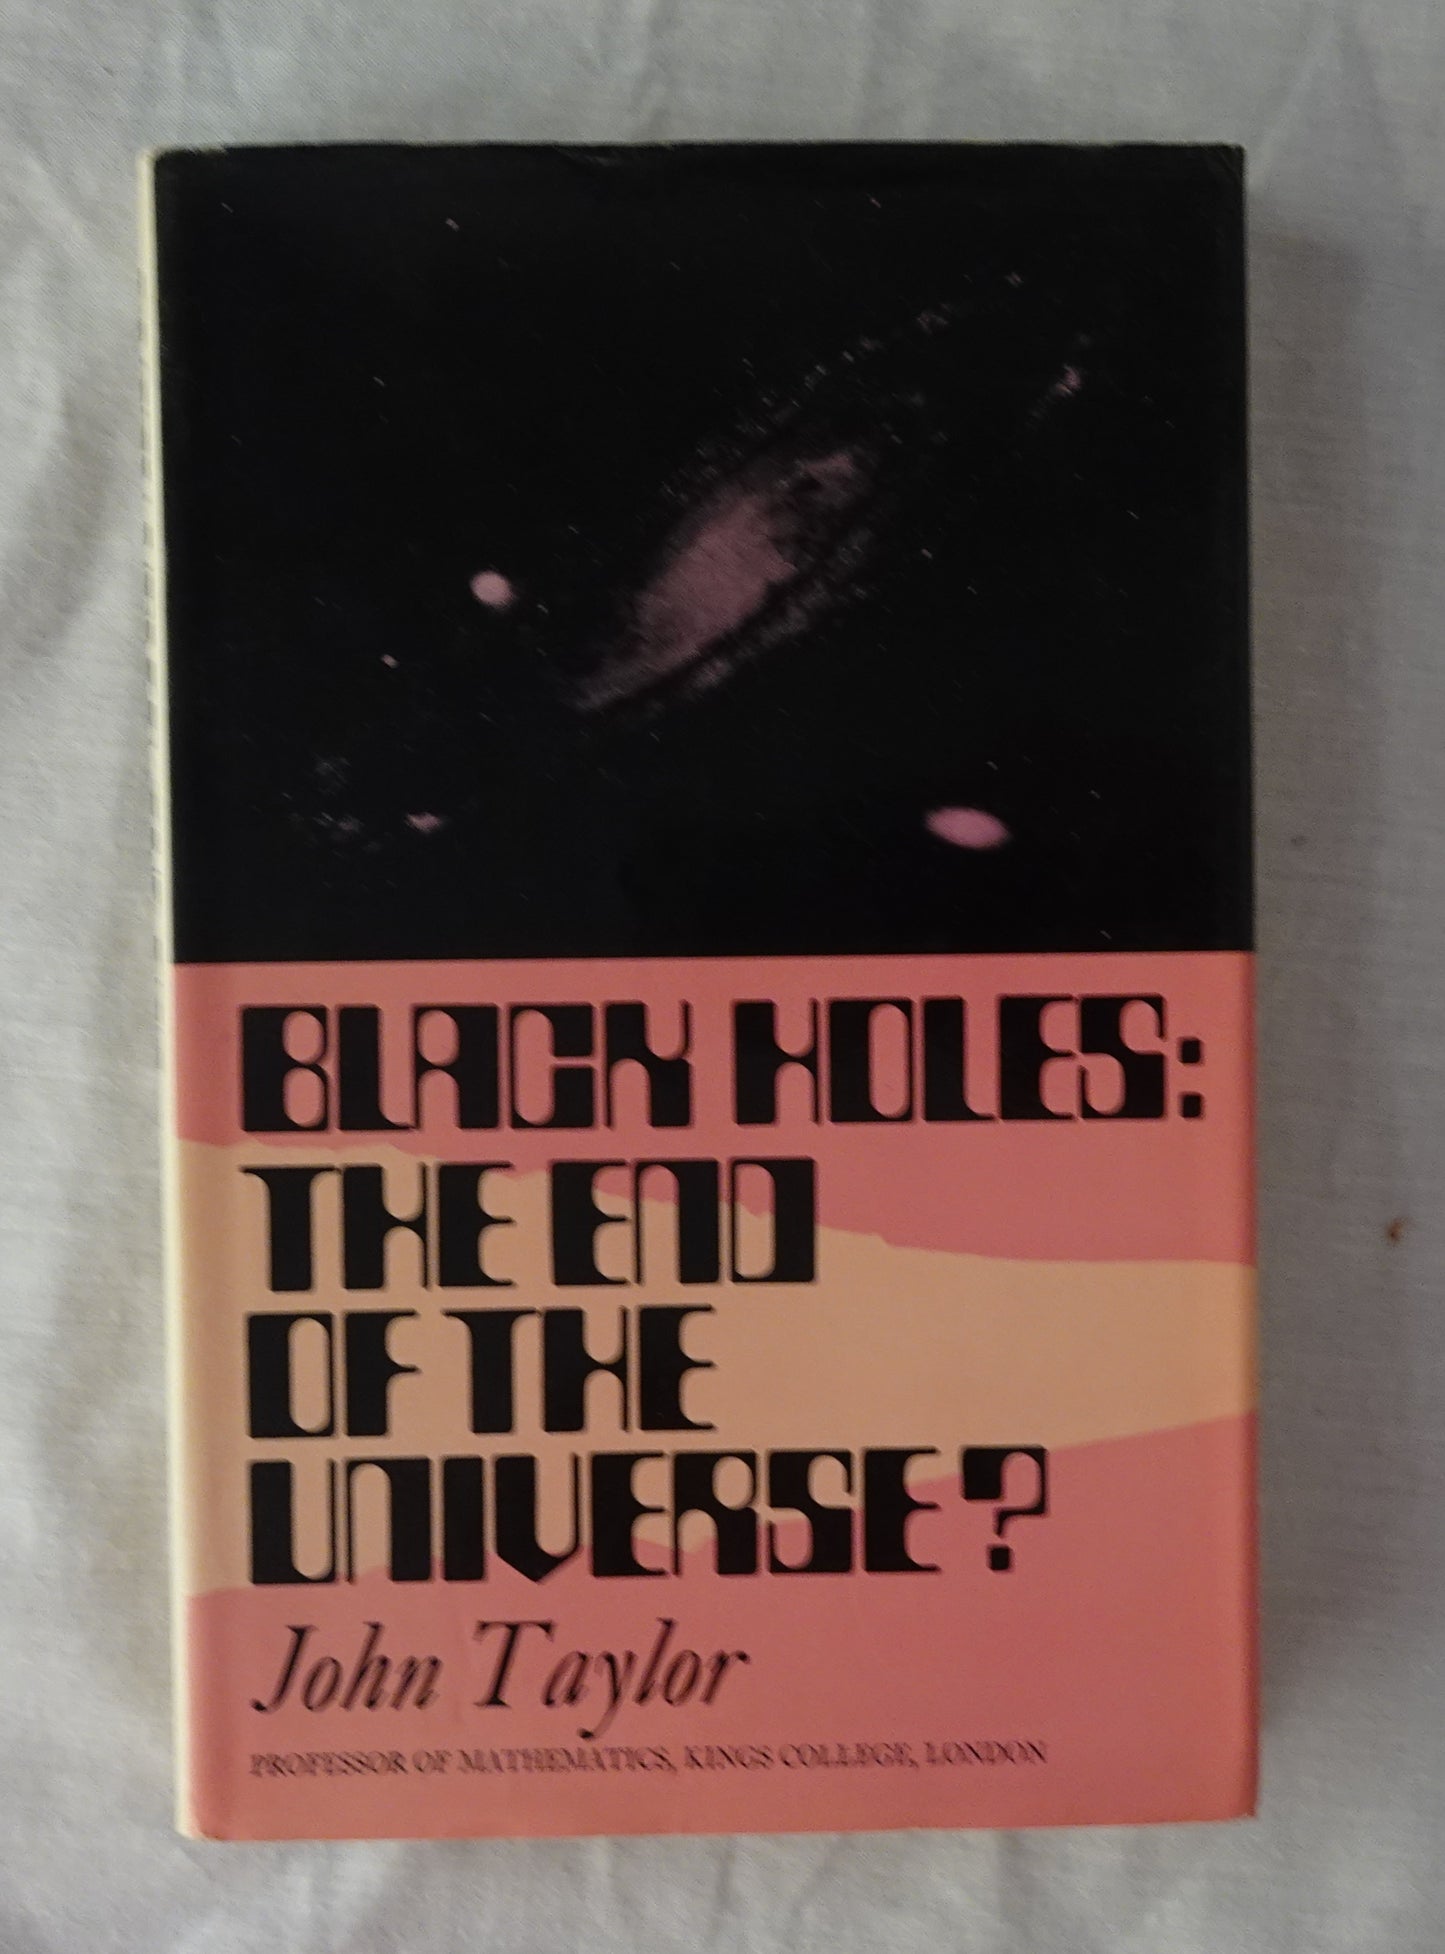 BLACK HOLES:
THE END
OF THE
UNIVERSE?
John Taylor
PROFESSOR OF MATHEMATICS, KINGS COLLEGE, LONDON